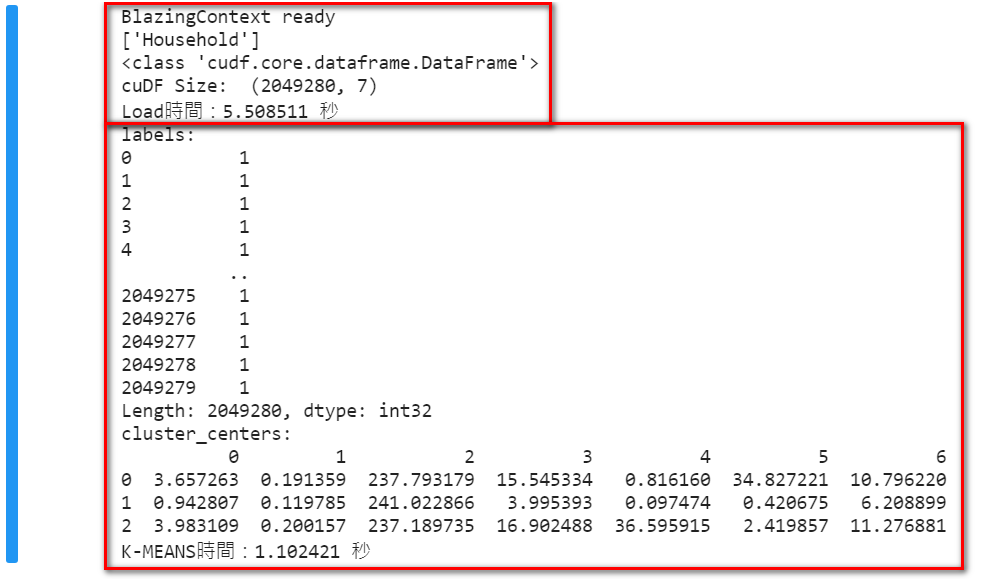 BlazingContext ready
['Household']
<class 'cudf.core.dataframe.DataFrame'>
cuDF Size:  (2049280, 7)
Load時間：5.508511 秒
labels:
0          1
1          1
2          1
3          1
4          1
          ..
2049275    1
2049276    1
2049277    1
2049278    1
2049279    1
Length: 2049280, dtype: int32
cluster_centers:
          0         1           2          3          4          5          6
0  3.657263  0.191359  237.793179  15.545334   0.816160  34.827221  10.796220
1  0.942807  0.119785  241.022866   3.995393   0.097474   0.420675   6.208899
2  3.983109  0.200157  237.189735  16.902488  36.595915   2.419857  11.276881
K-MEANS時間：1.102421 秒